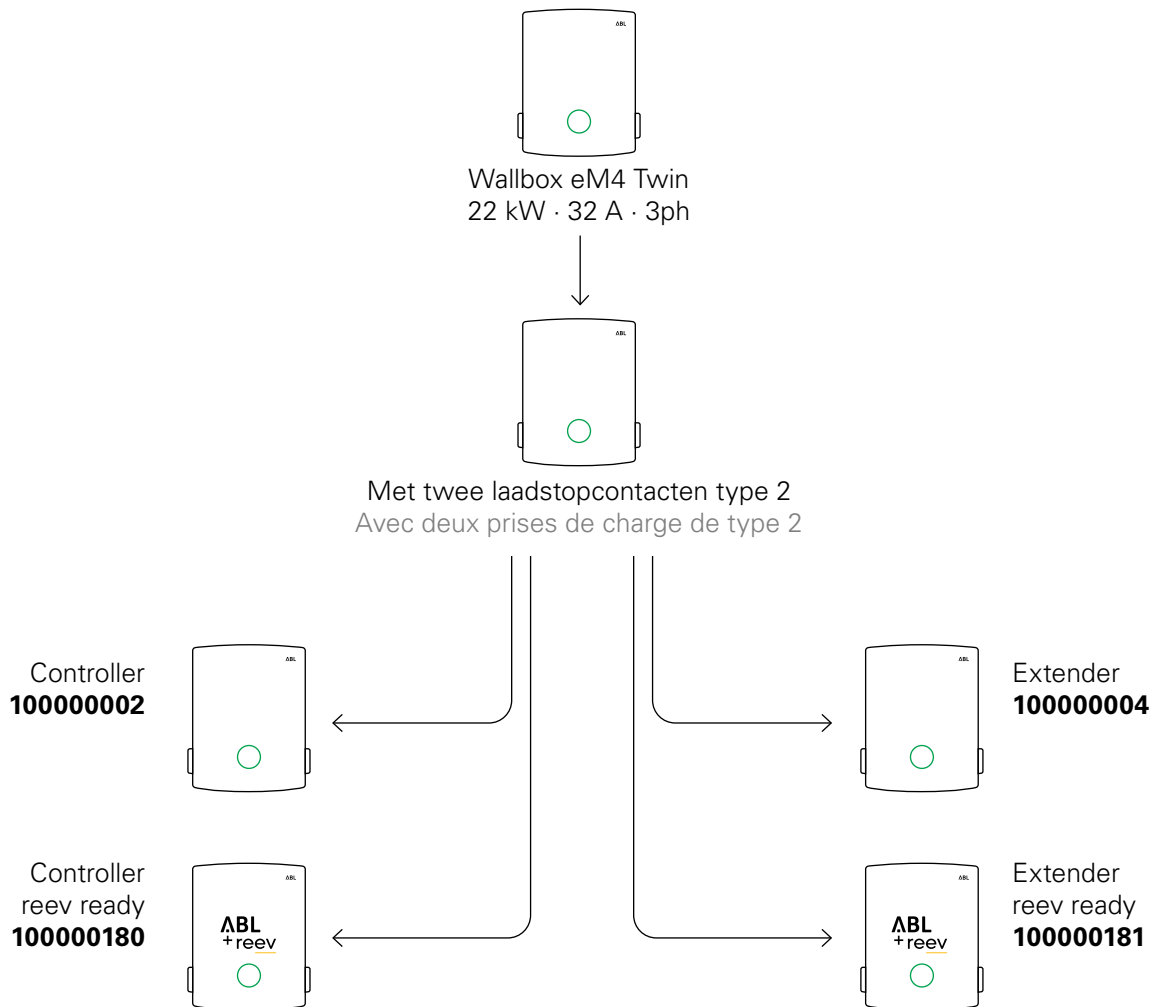 ABL
Wallbox eM4 Twin
22 kW · 32 A · 3ph
ABL
Met twee laadstopcontacten type 2
Avec deux prises de charge de type 2
Controller
100000002
ABL
ABL
Extender
100000004
Controller
reev ready
100000180
ABL
ABL
+reev
ABL
ABL
+reev
Extender
reev ready
100000181